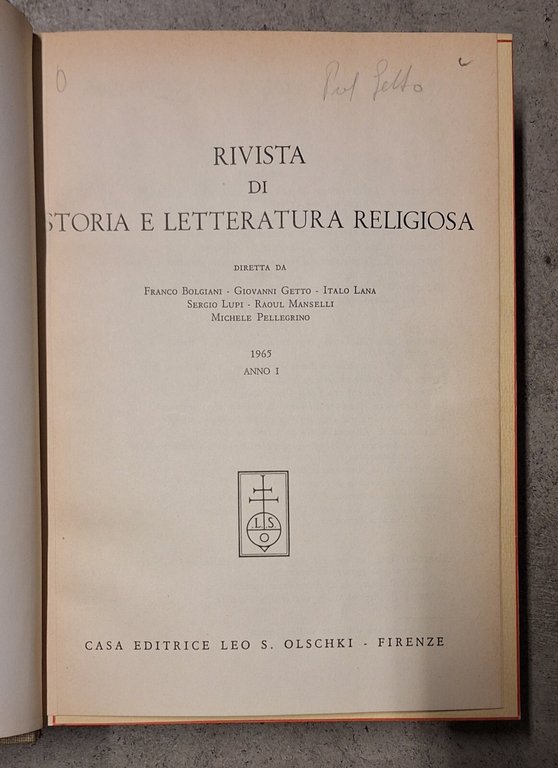 Prof Getto
RIVISTA
DI
STORIA E LETTERATURA RELIGIOSA
DIRETTA DA
FRANCO BOLGIANI - GIOVANNI GETTO - ITALO LANA
SERGIO LUPI - RAOUL MANSELLI
MICHELE PELLEGRINO
1965
ANNO I
L S
O
CASA EDITRICE LEO S. OLSCHKI - FIRENZE